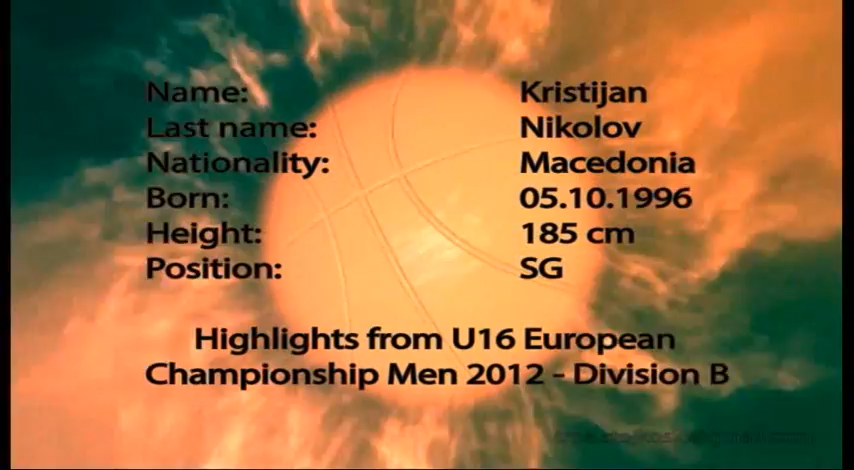 Name: Kristijan
Last name: Nikolov
Nationality: Macedonia
Born: 05.10.1996
Height: 185 cm
Position: SG
Highlights from U16 European
Championship Men 2012 - Division B